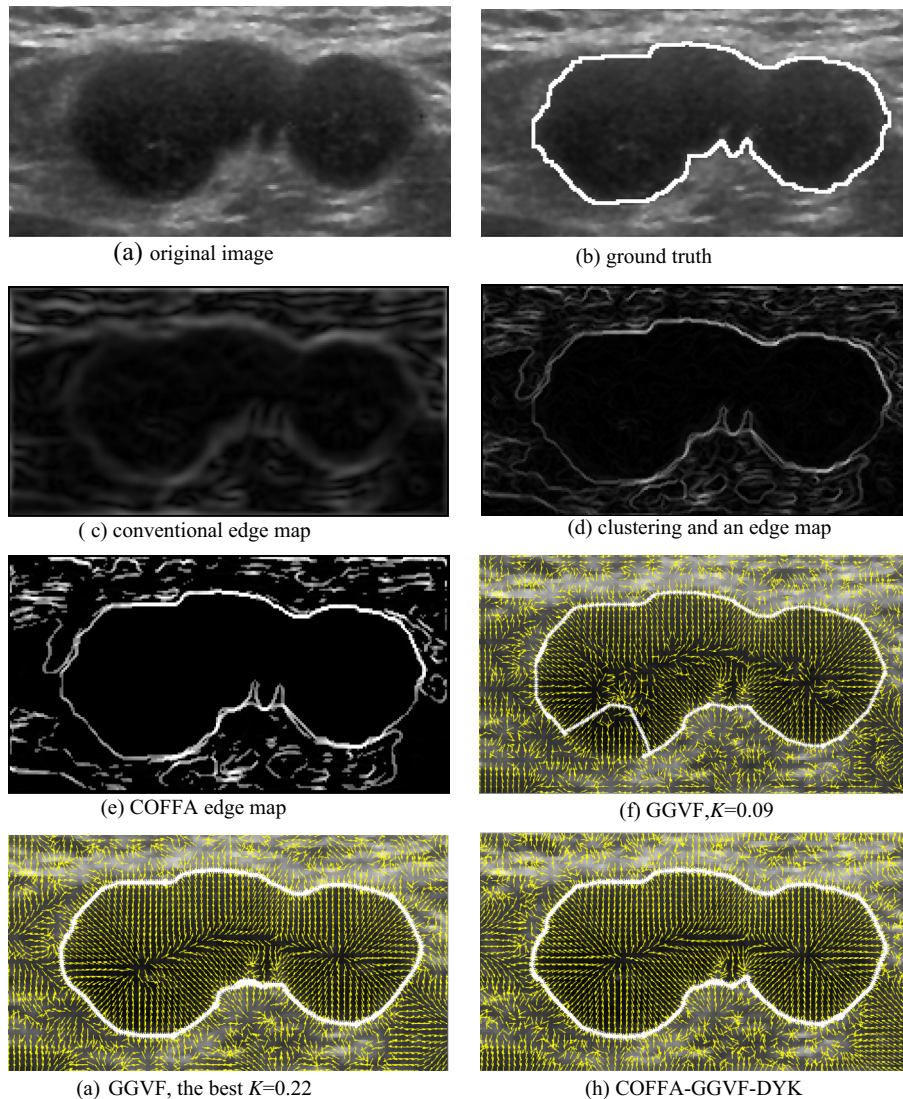 (a) original image
(b) ground truth
( c) conventional edge map
(d) clustering and an edge map
(e) COFFA edge map
(f) GGVF,K=0.09
(a) GGVF, the best K=0.22
(h) COFFA-GGVF-DYK